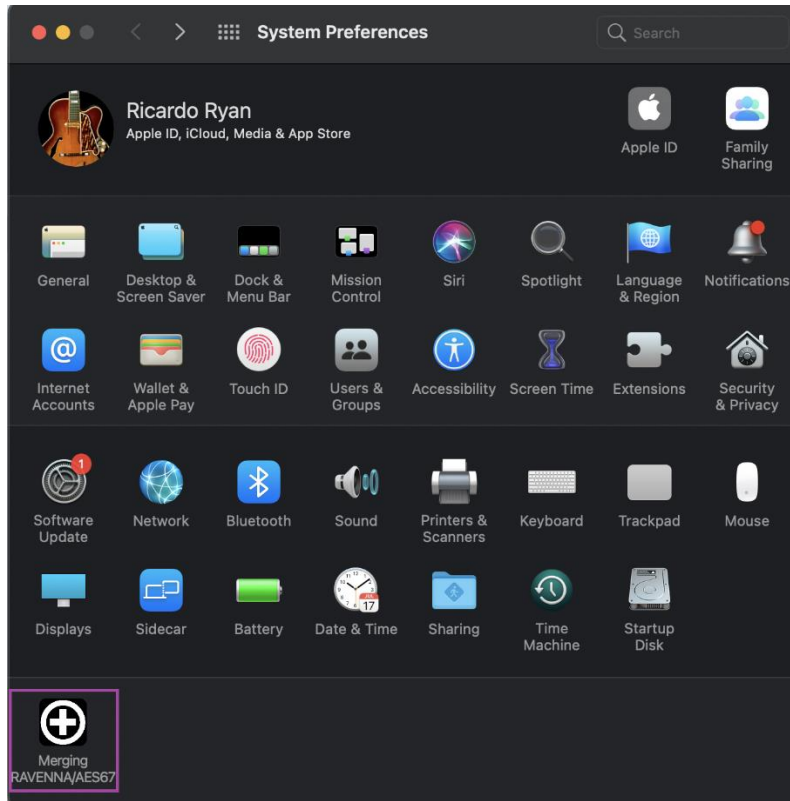 System Preferences
Search
Ricardo Ryan
Apple ID, iCloud, Media & App Store
Apple ID
Family
Sharing
General
Desktop &
Screen Saver
Dock &
Menu Bar
Mission
Control
Siri
Spotlight
Language
& Region
Notifications
Internet
Accounts
Wallet &
Apple Pay
Touch ID
Users &
Groups
Accessibility
Screen Time
Extensions
Security
& Privacy
1
Software
Update
Network
Bluetooth
Sound
Printers &
Scanners
Keyboard
Trackpad
Mouse
Displays
Sidecar
Battery
JUL
17
Date & Time
Sharing
Time
Machine
Startup
Disk
Merging
RAVENNA/AES67